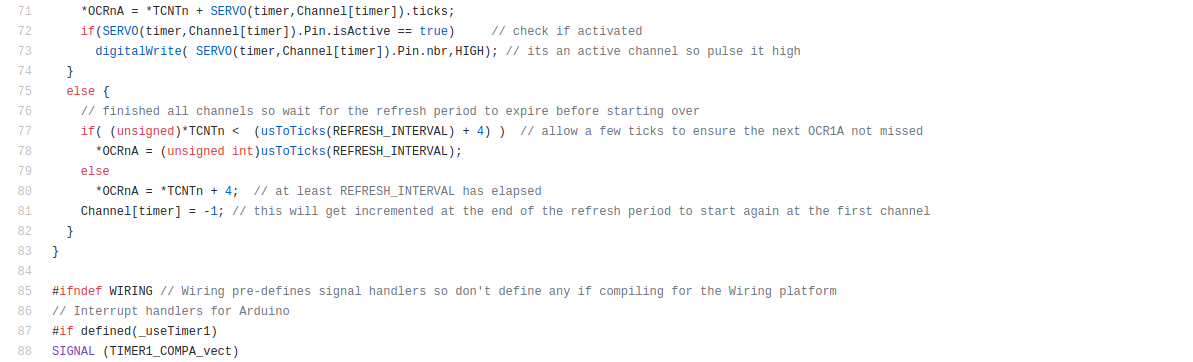 71 *OCRnA = *TCNTn + SERVO(timer,Channel[timer]).ticks;
72 if(SERVO(timer,Channel[timer]).Pin.isActive == true) // check if activated
73 digitalWrite( SERVO(timer,Channel[timer]).Pin.nbr,HIGH); // its an active channel so pulse it high
74 }
75 else {
76 // finished all channels so wait for the refresh period to expire before starting over
77 if( (unsigned)*TCNTn < (usToTicks(REFRESH_INTERVAL) + 4) ) // allow a few ticks to ensure the next OCR1A not missed
78 *OCRnA = (unsigned int)usToTicks(REFRESH_INTERVAL);
79 else
80 *OCRnA = *TCNTn + 4; // at least REFRESH_INTERVAL has elapsed
81 Channel[timer] = -1; // this will get incremented at the end of the refresh period to start again at the first channel
82 }
83 }
84
85 #ifndef WIRING // Wiring pre-defines signal handlers so don't define any if compiling for the Wiring platform
86 // Interrupt handlers for Arduino
87 #if defined(_useTimer1)
88 SIGNAL (TIMER1_COMPA_vect)